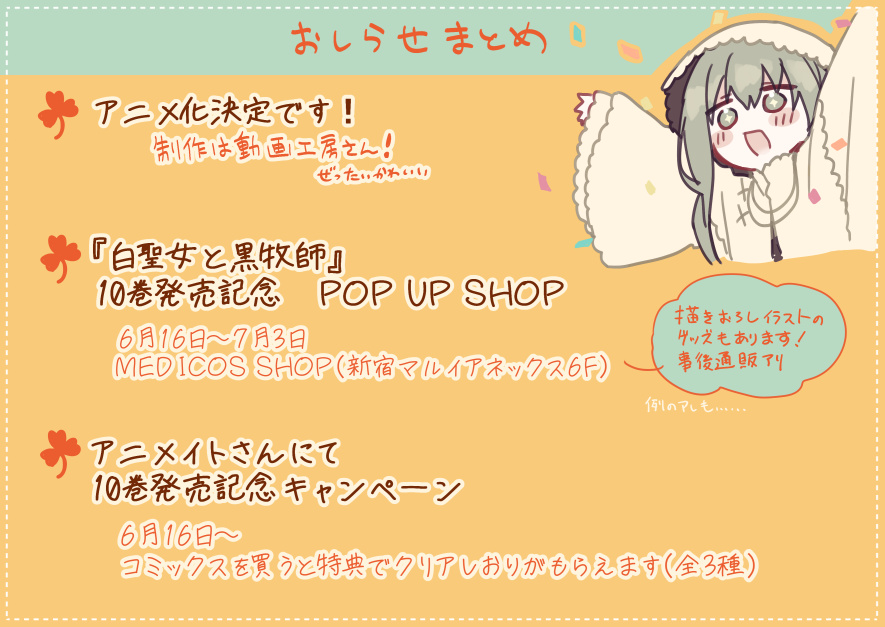 おしらせまとめ
アニメ化決定です！
制作は動画工房さん！
ぜったいかわいい
『白聖女と黒牧師』
10巻発売記念　POP UP SHOP
6月16日～7月3日
MEDICOS SHOP(新宿マルイアネックス6F)
描きおろしイラストの
グッズもあります！
事後通販アリ
例のアレも……
アニメイトさんにて
10巻発売記念キャンペーン
6月16日～
コミックスを買うと特典でクリアしおりがもらえます(全3種)